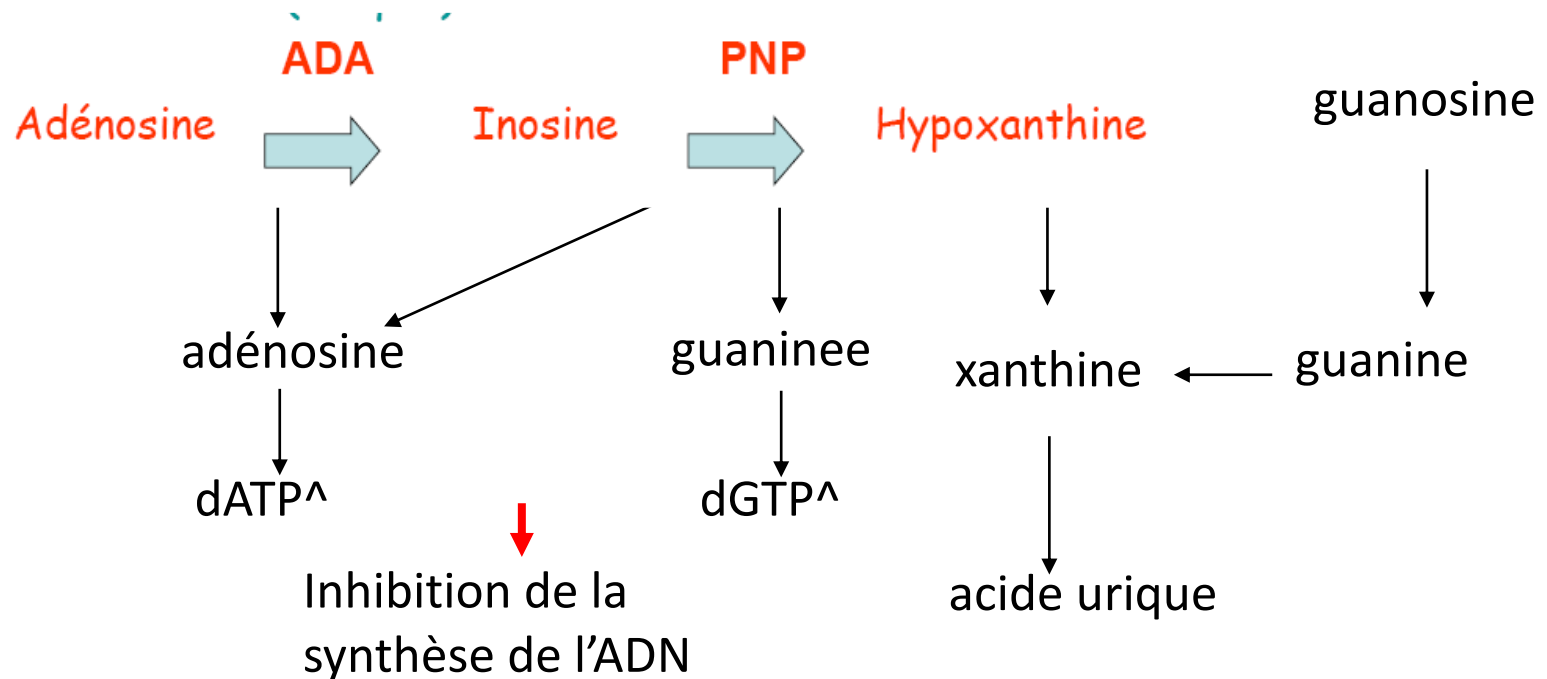 ADA
PNP
Adénosine
Inosine
Hypoxanthine
guanosine
adénosine
guaninee
xanthine
guanine
dATP^
dGTP^
Inhibition de la
synthèse de l’ADN
acide urique